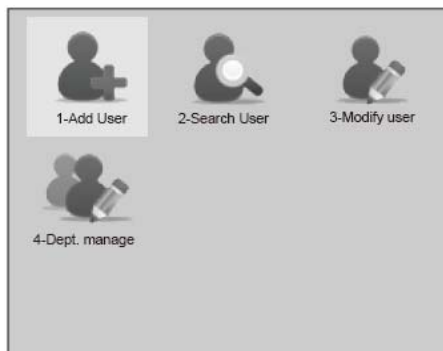 1-Add User
2-Search User
3-Modify user
4-Dept. manage